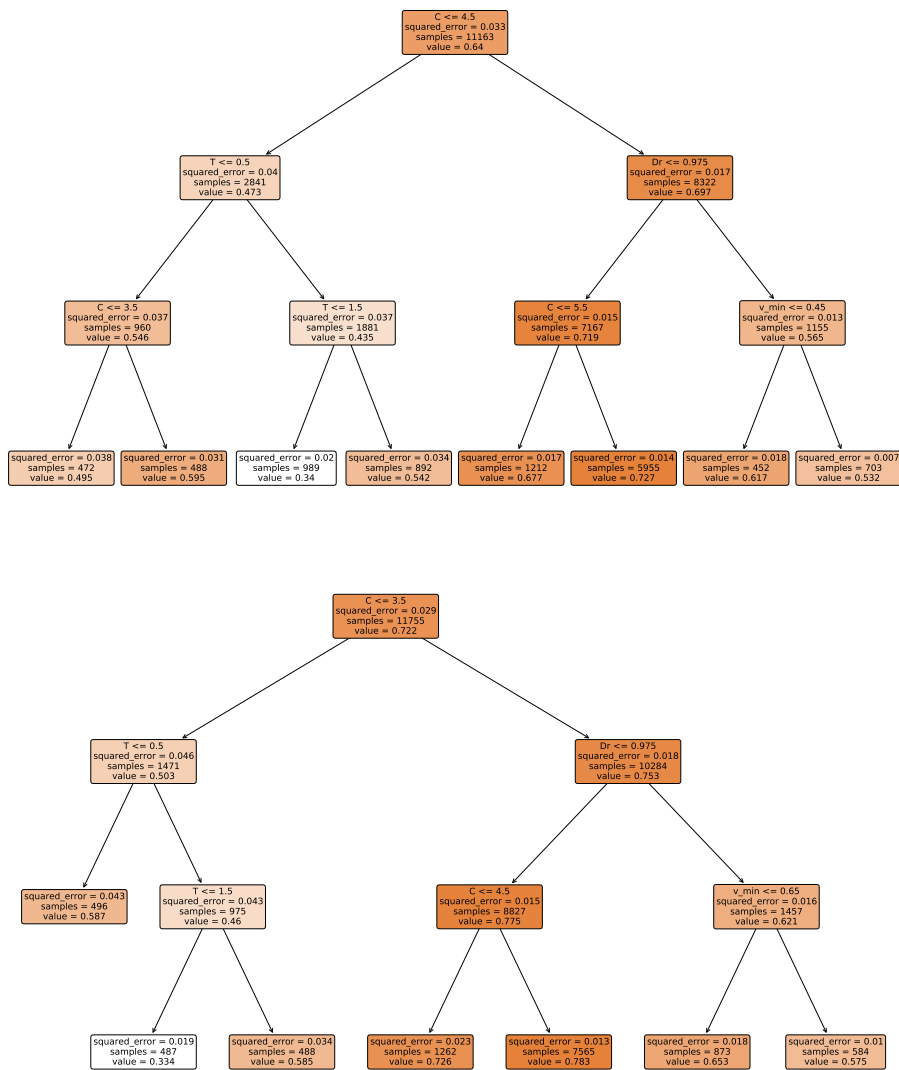 C <= 4.5
squared_error = 0.033
samples = 11163
value = 0.64
T <= 0.5
squared_error = 0.04
samples = 2841
value = 0.473
Dr <= 0.975
squared_error = 0.017
samples = 8322
value = 0.697
C <= 3.5
squared_error = 0.037
samples = 960
value = 0.546
T <= 1.5
squared_error = 0.037
samples = 1881
value = 0.435
C <= 5.5
squared_error = 0.015
samples = 7167
value = 0.719
v_min <= 0.45
squared_error = 0.013
samples = 1155
value = 0.565
squared_error = 0.038
samples = 472
value = 0.495
squared_error = 0.031
samples = 488
value = 0.595
squared_error = 0.02
samples = 989
value = 0.34
squared_error = 0.034
samples = 892
value = 0.542
squared_error = 0.017
samples = 1212
value = 0.677
squared_error = 0.014
samples = 5955
value = 0.727
squared_error = 0.018
samples = 452
value = 0.617
squared_error = 0.007
samples = 703
value = 0.532
C <= 3.5
squared_error = 0.029
samples = 11755
value = 0.722
T <= 0.5
squared_error = 0.046
samples = 1471
value = 0.503
Dr <= 0.975
squared_error = 0.018
samples = 10284
value = 0.753
squared_error = 0.043
samples = 496
value = 0.587
T <= 1.5
squared_error = 0.043
samples = 975
value = 0.46
C <= 4.5
squared_error = 0.015
samples = 8827
value = 0.775
v_min <= 0.65
squared_error = 0.016
samples = 1457
value = 0.621
squared_error = 0.019
samples = 487
value = 0.334
squared_error = 0.034
samples = 488
value = 0.585
squared_error = 0.023
samples = 1262
value = 0.726
squared_error = 0.013
samples = 7565
value = 0.783
squared_error = 0.018
samples = 873
value = 0.653
squared_error = 0.01
samples = 584
value = 0.575